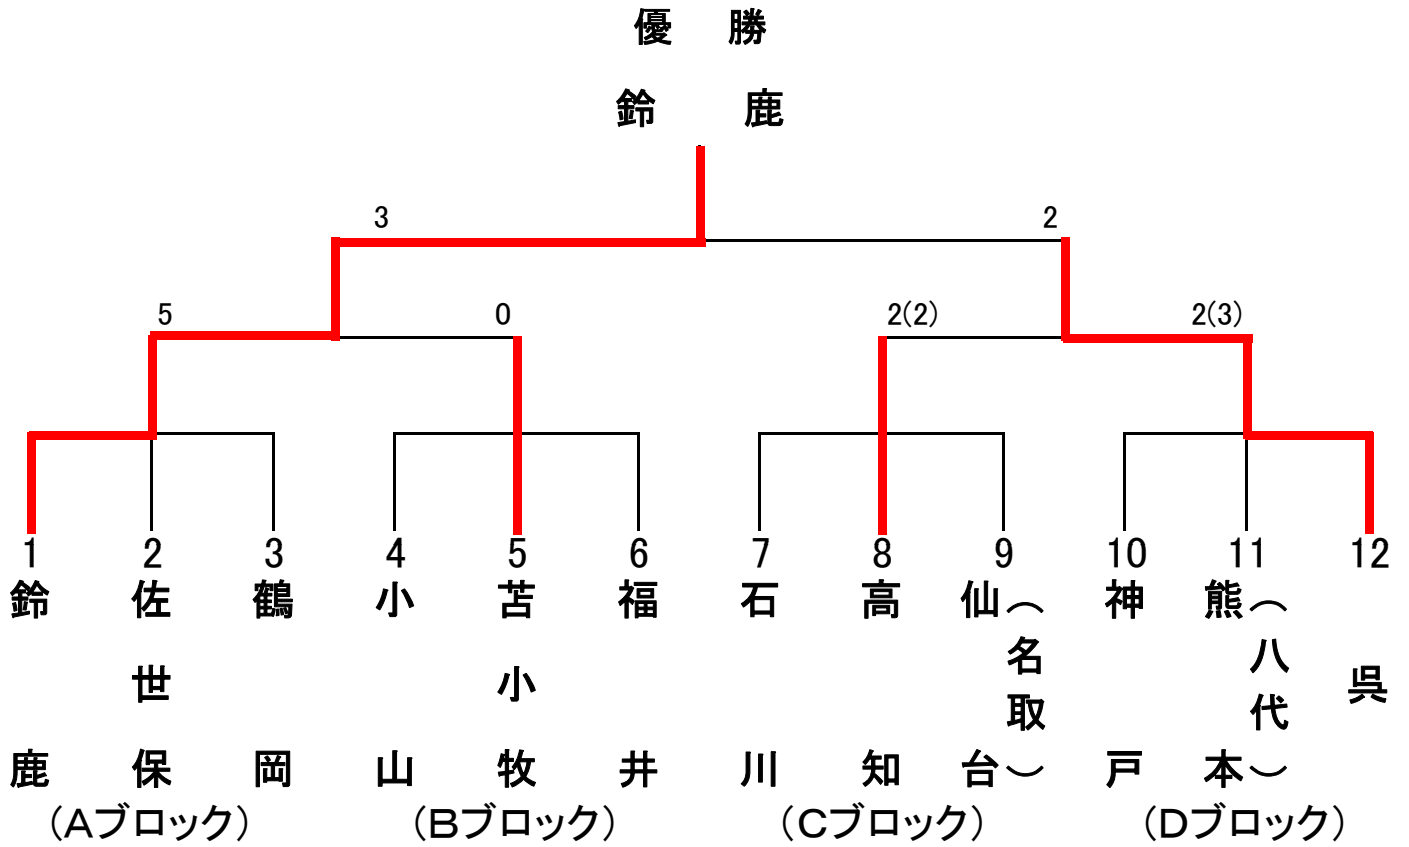 優 勝
鈴 鹿
3
2
5
0
2(2)
2(3)
1
2
3
4
5
6
7
8
9
10
11
12
鈴鹿
佐世保
鶴岡
小山
苫小牧
福井
石川
高知
仙台(名取)
神戸
熊本(八代)
呉
(Aブロック)
(Bブロック)
(Cブロック)
(Dブロック)